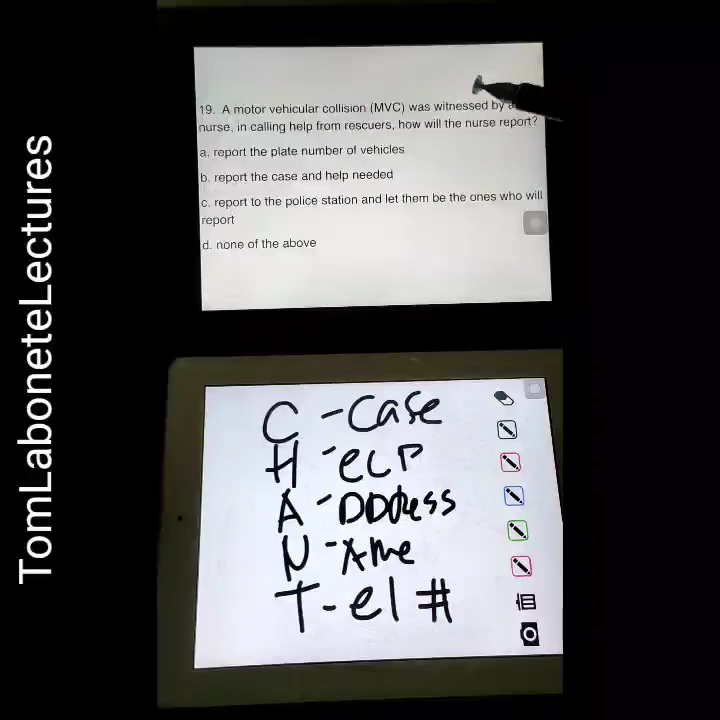 TomLaboneteLectures
19. A motor vehicular collision (MVC) was witnessed by a
nurse, in calling help from rescuers, how will the nurse report?
a. report the plate number of vehicles
b. report the case and help needed
c. report to the police station and let them be the ones who will
report
d. none of the above
C - Case
H - eLP
A - DDRess
N - Ame
T - el #